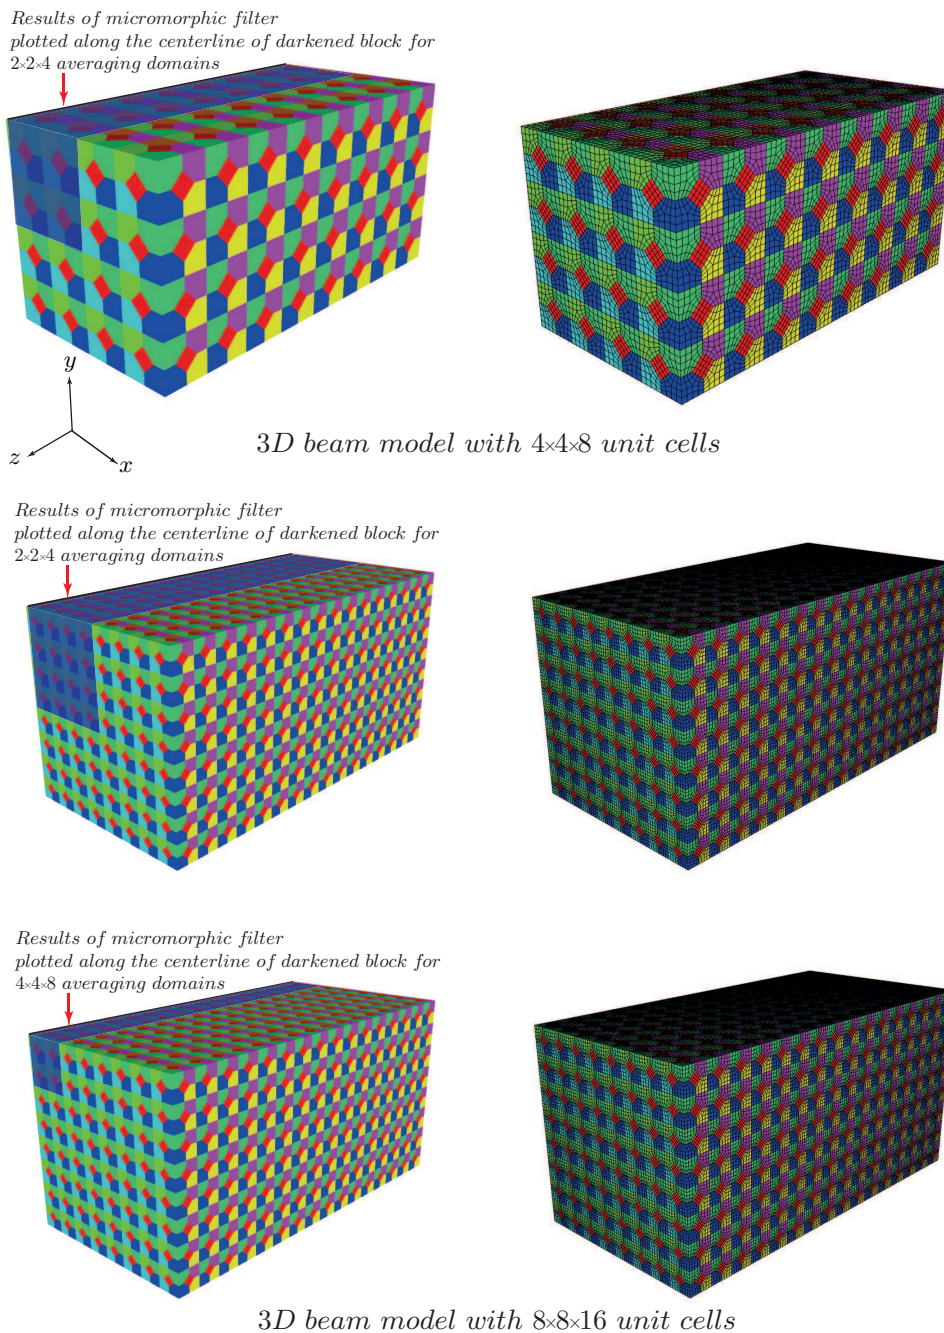 Results of micromorphic filter
plotted along the centerline of darkened block for
2×2×4 averaging domains
y
z
x
3D beam model with 4×4×8 unit cells
Results of micromorphic filter
plotted along the centerline of darkened block for
2×2×4 averaging domains
Results of micromorphic filter
plotted along the centerline of darkened block for
4×4×8 averaging domains
3D beam model with 8×8×16 unit cells